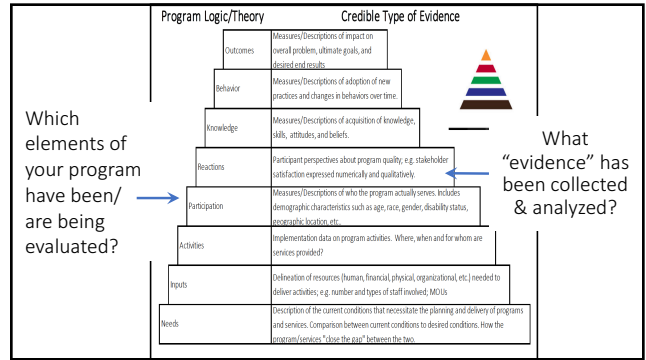 Program Logic/Theory
Credible Type of Evidence
Outcomes
Measures/Descriptions of impact on
overall problem, ultimate goals, and
desired end results
Behavior
Measures/Descriptions of adoption of new
practices and changes in behaviors over time.
Knowledge
Measures/Descriptions of acquisition of knowledge,
skills, attitudes, and beliefs.
Reactions
Participant perspectives about program quality; e.g. stakeholder
satisfaction expressed numerically and qualitatively.
Participation
Measures/Descriptions of who the program actually serves. Includes
demographic characteristics such as age, race, gender, disability status,
geographic location, etc.
Activities
Implementation data on program activities. Where, when and for whom are
services provided?
Inputs
Delineation of resources (human, financial, physical, organizational, etc.) needed to
deliver activities; e.g. number and types of staff involved; MOUs
Needs
Description of the current conditions that necessitate the planning and delivery of programs
and services. Comparison between current conditions to desired conditions. How the
program/services "close the gap" between the two.
Which
elements of
your program
have been/
are being
evaluated?
What
“evidence” has
been collected
& analyzed?